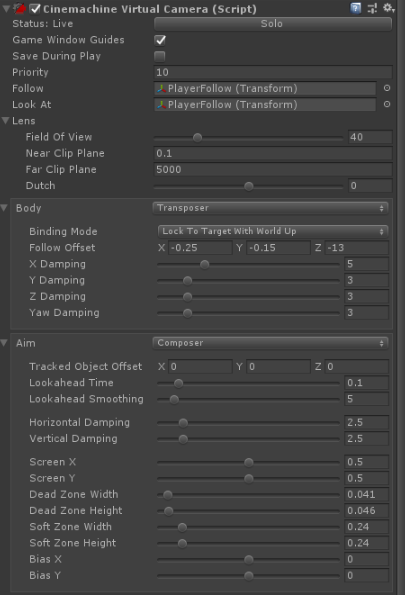 Cinemachine Virtual Camera (Script)
Status: Live Solo
Game Window Guides
Save During Play
Priority 10
Follow PlayerFollow (Transform)
Look At PlayerFollow (Transform)
Lens
Field Of View 40
Near Clip Plane 0.1
Far Clip Plane 5000
Dutch 0
Body Transposer
Binding Mode Lock To Target With World Up
Follow Offset X -0.25 Y -0.15 Z -13
X Damping 5
Y Damping 3
Z Damping 3
Yaw Damping 3
Aim Composer
Tracked Object Offset X 0 Y 0 Z 0
Lookahead Time 0.1
Lookahead Smoothing 5
Horizontal Damping 2.5
Vertical Damping 2.5
Screen X 0.5
Screen Y 0.5
Dead Zone Width 0.041
Dead Zone Height 0.046
Soft Zone Width 0.24
Soft Zone Height 0.24
Bias X 0
Bias Y 0